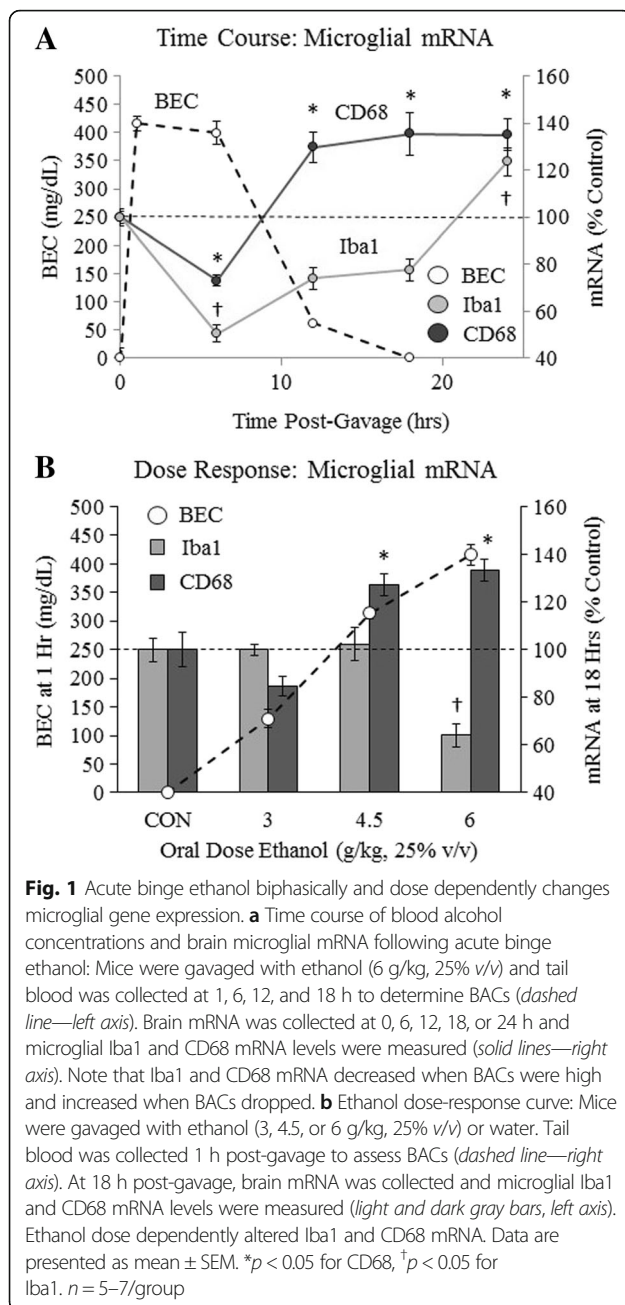 A
Time Course: Microglial mRNA
500
450
400
350
300
250
200
150
100
50
0
BEC (mg/dL)
160
140
120
100
80
60
40
mRNA (% Control)
BEC
*
CD68
*
*
*
†
Iba1
†
BEC
Iba1
CD68
0
10
20
Time Post-Gavage (hrs)
B
Dose Response: Microglial mRNA
500
450
400
350
300
250
200
150
100
50
0
BEC at 1 Hr (mg/dL)
160
140
120
100
80
60
40
mRNA at 18 Hrs (% Control)
BEC
Iba1
CD68
*
*
†
CON
3
4.5
6
Oral Dose Ethanol (g/kg, 25% v/v)
Fig. 1 Acute binge ethanol biphasically and dose dependently changes
microglial gene expression. a Time course of blood alcohol
concentrations and brain microglial mRNA following acute binge
ethanol: Mice were gavaged with ethanol (6 g/kg, 25% v/v) and tail
blood was collected at 1, 6, 12, and 18 h to determine BACs (dashed
line—left axis). Brain mRNA was collected at 0, 6, 12, 18, or 24 h and
microglial Iba1 and CD68 mRNA levels were measured (solid lines—right
axis). Note that Iba1 and CD68 mRNA decreased when BACs were high
and increased when BACs dropped. b Ethanol dose-response curve: Mice
were gavaged with ethanol (3, 4.5, or 6 g/kg, 25% v/v) or water. Tail
blood was collected 1 h post-gavage to assess BACs (dashed line—right
axis). At 18 h post-gavage, brain mRNA was collected and microglial Iba1
and CD68 mRNA levels were measured (light and dark gray bars, left axis).
Ethanol dose dependently altered Iba1 and CD68 mRNA. Data are
presented as mean ± SEM. *p < 0.05 for CD68, †p < 0.05 for
Iba1. n = 5–7/group